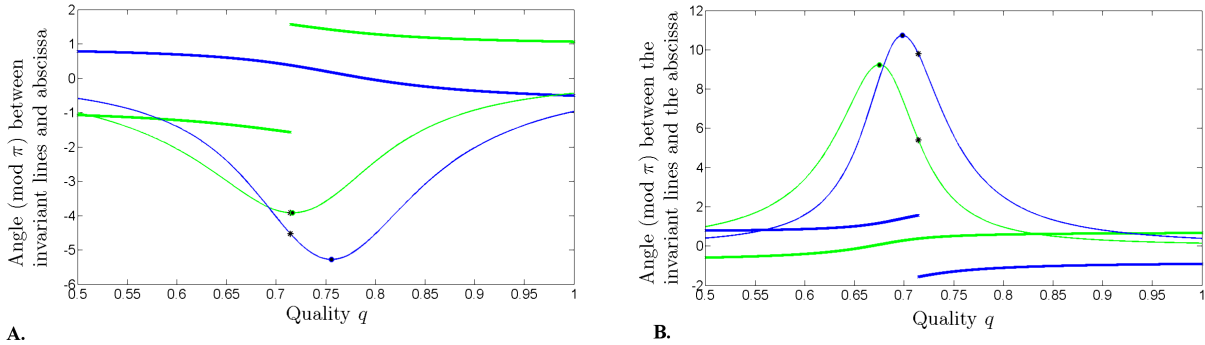 Angle (mod π) between
invariant lines and abscissa
2
1
0
-1
-2
-3
-4
-5
-6
0.5 0.55 0.6 0.65 0.7 0.75 0.8 0.85 0.9 0.95 1
Quality q
A.
Angle (mod π) between the
invariant lines and the abscissa
12
10
8
6
4
2
0
-2
0.5 0.55 0.6 0.65 0.7 0.75 0.8 0.85 0.9 0.95 1
Quality q
B.